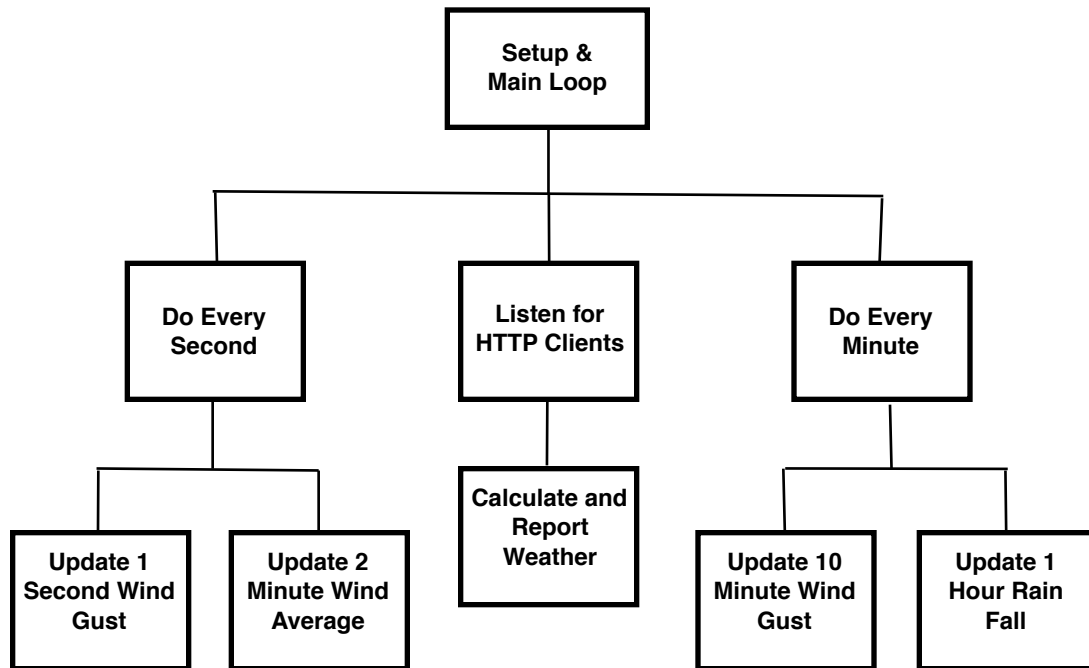 Setup &
Main Loop
Do Every
Second
Listen for
HTTP Clients
Do Every
Minute
Update 1
Second Wind
Gust
Update 2
Minute Wind
Average
Calculate and
Report
Weather
Update 10
Minute Wind
Gust
Update 1
Hour Rain
Fall